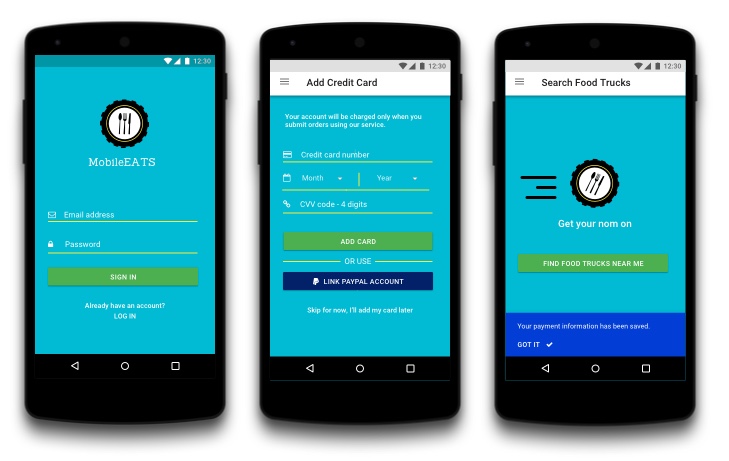 12:30
MobileEATS
Email address
Password
SIGN IN
Already have an account?
LOG IN
12:30
Add Credit Card
Your account will be charged only when you
submit orders using our service.
Credit card number
Month
Year
CVV code - 4 digits
ADD CARD
OR USE
LINK PAYPAL ACCOUNT
Skip for now, I'll add my card later
12:30
Search Food Trucks
Get your nom on
FIND FOOD TRUCKS NEAR ME
Your payment information has been saved.
GOT IT